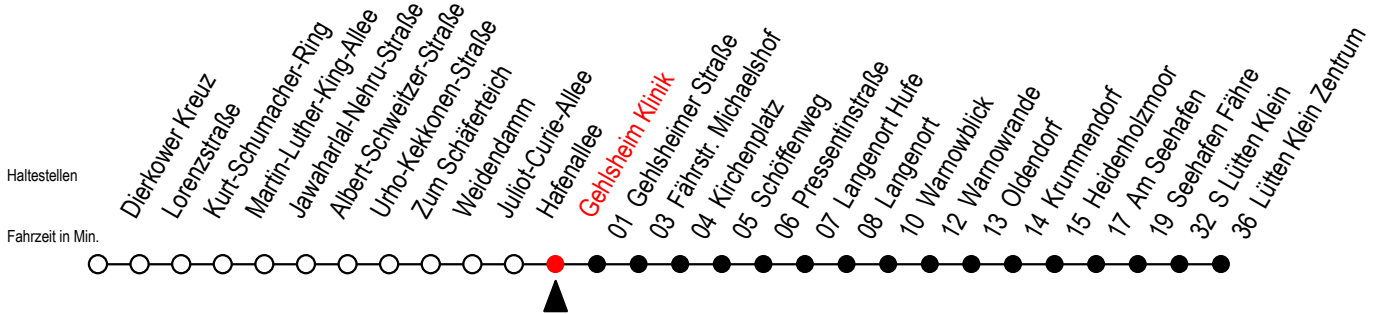 Haltestellen
Fahrzeit in Min.
Dierkower Kreuz
Lorenzstraße
Kurt-Schumacher-Ring
Martin-Luther-King-Allee
Jawaharlal-Nehru-Straße
Albert-Schweitzer-Straße
Urho-Kekkonen-Straße
Zum Schäferteich
Weidendamm
Juliot-Curie-Allee
Hafenallee
Gehlsheim Klinik
01 Gehlsheimer Straße
03 Fährstr. Michaelshof
04 Kirchenplatz
05 Schöffenweg
06 Pressentinstraße
07 Langenort Hufe
08 Langenort
10 Warnowblick
12 Warnowrande
13 Oldendorf
14 Krummendorf
15 Heidenholzmoor
17 Am Seehafen
19 Seehafen Fähre
32 S Lütten Klein
36 Lütten Klein Zentrum